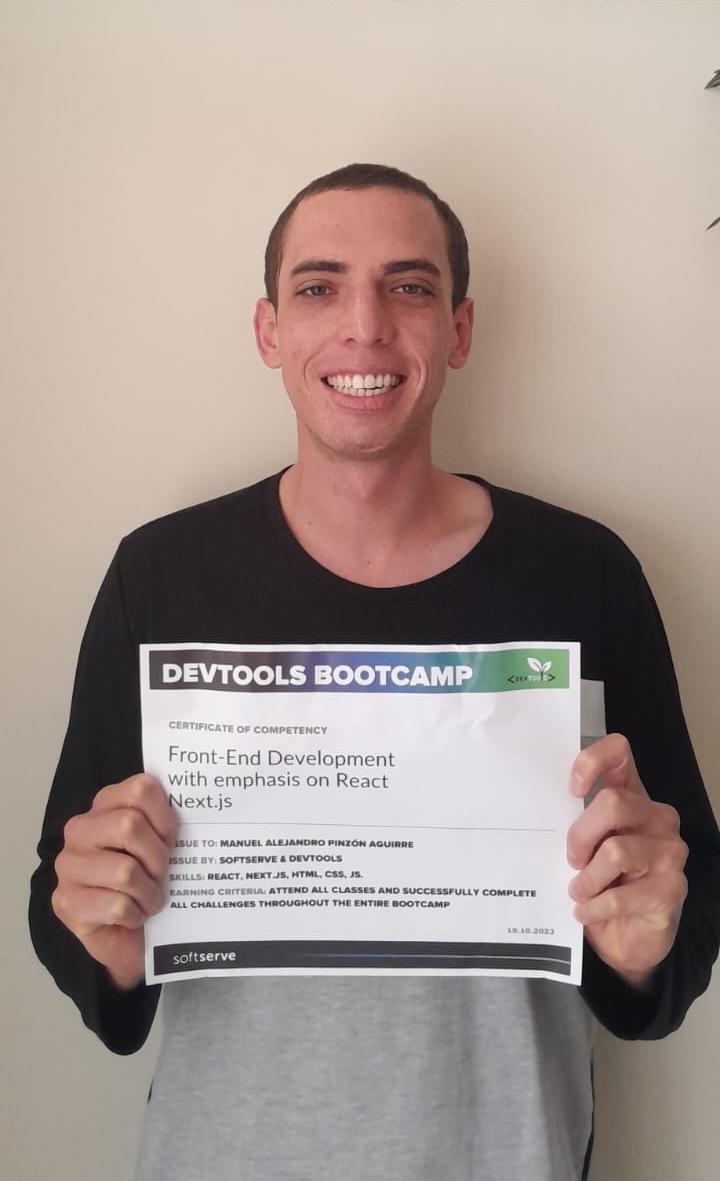 DEVTOOLS BOOTCAMP
<DEVTOOLS>
CERTIFICATE OF COMPETENCY
Front-End Development
with emphasis on React
Next.js
ISSUE TO: MANUEL ALEJANDRO PINZÓN AGUIRRE
ISSUE BY: SOFTSERVE & DEVTOOLS
SKILLS: REACT, NEXT.JS, HTML, CSS, JS.
EARNING CRITERIA: ATTEND ALL CLASSES AND SUCCESSFULLY COMPLETE
ALL CHALLENGES THROUGHOUT THE ENTIRE BOOTCAMP
19.10.2023
softserve